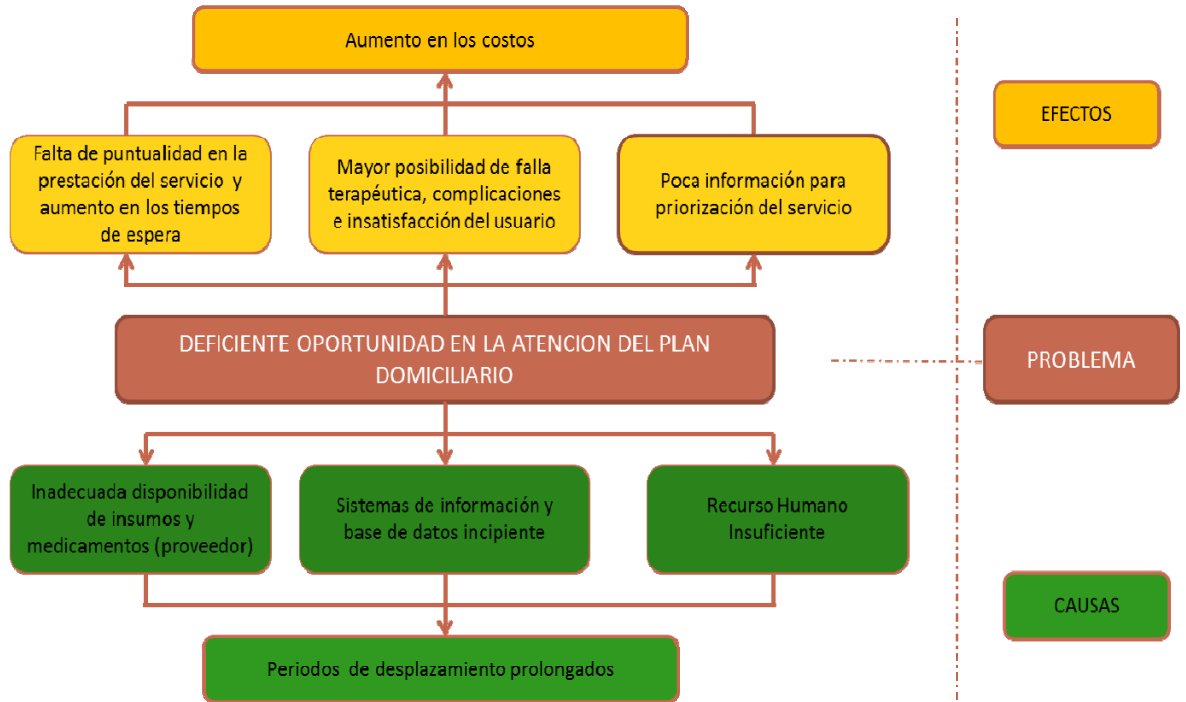 Aumento en los costos
EFECTOS
Falta de puntualidad en la
prestación del servicio y
aumento en los tiempos
de espera
Mayor posibilidad de falla
terapéutica, complicaciones
e insatisfacción del usuario
Poca información para
priorización del servicio
DEFICIENTE OPORTUNIDAD EN LA ATENCION DEL PLAN
DOMICILIARIO
PROBLEMA
Inadecuada disponibilidad
de insumos y
medicamentos (proveedor)
Sistemas de información y
base de datos incipiente
Recurso Humano
Insuficiente
CAUSAS
Periodos de desplazamiento prolongados